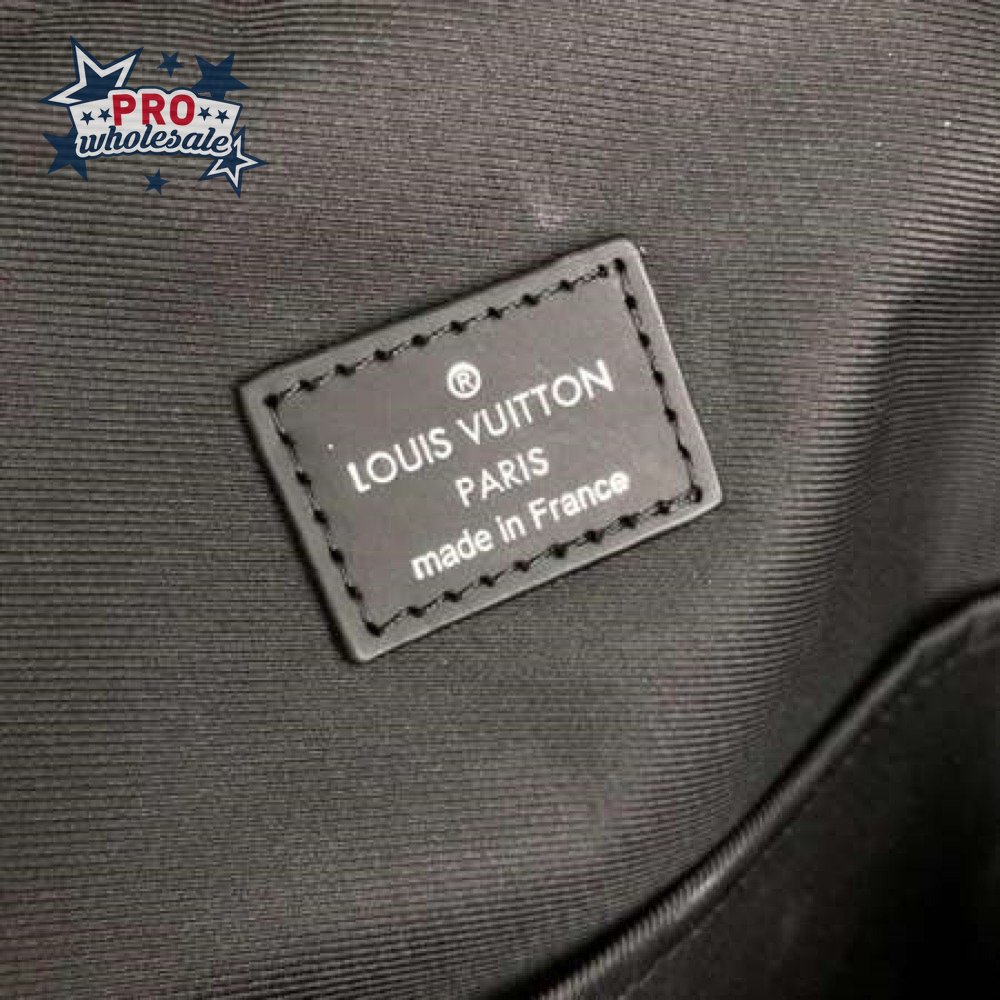 PRO
wholesale
®
LOUIS VUITTON
PARIS
made in France